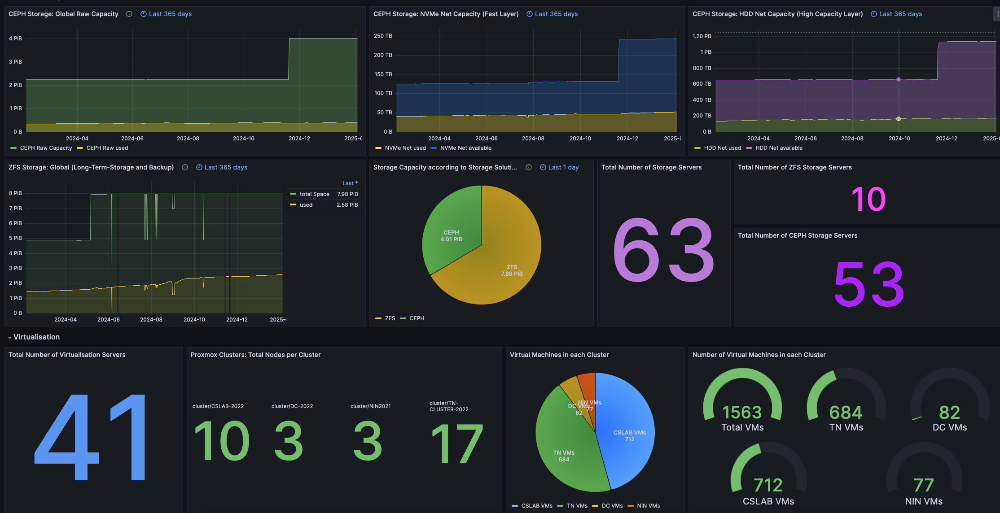 CEPH Storage: Global Raw Capacity Last 365 days
4 PiB
3 PiB
2 PiB
1 PiB
0 B
2024-04 2024-06 2024-08 2024-10 2024-12 2025-0
CEPH Raw Capacity CEPH Raw used
CEPH Storage: NVMe Net Capacity (Fast Layer) Last 365 days
250 TB
200 TB
150 TB
100 TB
50 TB
0 B
2024-04 2024-06 2024-08 2024-10 2024-12 2025-0
NVMe Net used NVMe Net available
CEPH Storage: HDD Net Capacity (High Capacity Layer) Last 365 days
1.20 PB
1 PB
800 TB
600 TB
400 TB
200 TB
0 B
2024-04 2024-06 2024-08 2024-10 2024-12 2025-0
HDD Net used HDD Net available
ZFS Storage: Global (Long-Term-Storage and Backup) Last 365 days
8 PiB
7 PiB
6 PiB
5 PiB
4 PiB
3 PiB
2 PiB
1 PiB
0 B
2024-04 2024-06 2024-08 2024-10 2024-12 2025-
Last *
total Space 7.98 PiB
used 2.58 PiB
Storage Capacity according to Storage Soluti... Last 1 day
CEPH
4.01 PiB
ZFS
7.98 PiB
ZFS CEPH
Total Number of Storage Servers
63
Total Number of ZFS Storage Servers
10
Total Number of CEPH Storage Servers
53
Virtualisation
Total Number of Virtualisation Servers
41
Proxmox Clusters: Total Nodes per Cluster
cluster/CSLAB-2022
10
cluster/DC-2022
3
cluster/NIN2021
3
cluster/TN-
CLUSTER-2022
17
Virtual Machines in each Cluster
NIN VMs
77
DC VMs
82
CSLAB VMs
712
TN VMs
684
CSLAB VMs TN VMs DC VMs NIN VMs
Number of Virtual Machines in each Cluster
1563
Total VMs
684
TN VMs
82
DC VMs
712
CSLAB VMs
77
NIN VMs